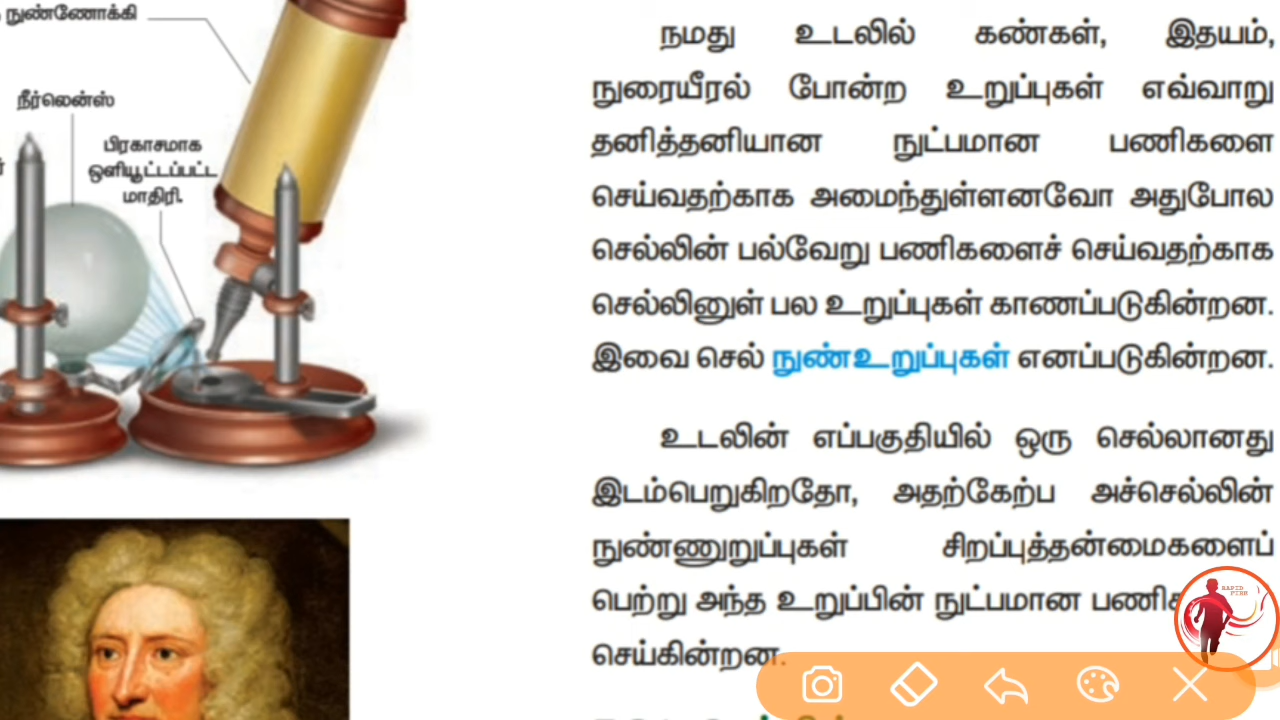 நுண்ணோக்கி
நீர்லென்ஸ்
பிரகாசமாக
ஒளியூட்டப்பட்ட
மாதிரி.
நமது உடலில் கண்கள், இதயம்,
நுரையீரல் போன்ற உறுப்புகள் எவ்வாறு
தனித்தனியான நுட்பமான பணிகளை
செய்வதற்காக அமைந்துள்ளனவோ அதுபோல
செல்லின் பல்வேறு பணிகளைச் செய்வதற்காக
செல்லினுள் பல உறுப்புகள் காணப்படுகின்றன.
இவை செல் நுண்உறுப்புகள் எனப்படுகின்றன.
உடலின் எப்பகுதியில் ஒரு செல்லானது
இடம்பெறுகிறதோ, அதற்கேற்ப அச்செல்லின்
நுண்ணுறுப்புகள் சிறப்புத்தன்மைகளைப்
பெற்று அந்த உறுப்பின் நுட்பமான
செய்கின்றன.
RAPID
FIRE